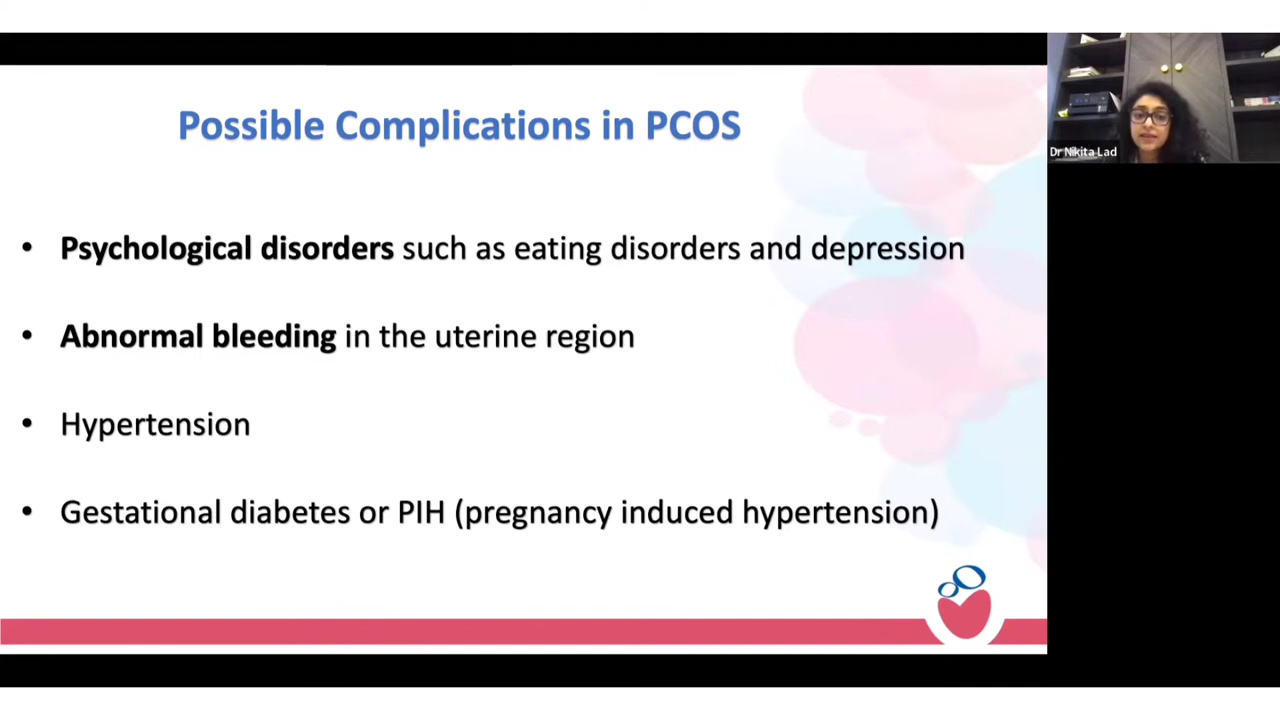 Possible Complications in PCOS
Dr Nikita Lad
• Psychological disorders such as eating disorders and depression
• Abnormal bleeding in the uterine region
• Hypertension
• Gestational diabetes or PIH (pregnancy induced hypertension)